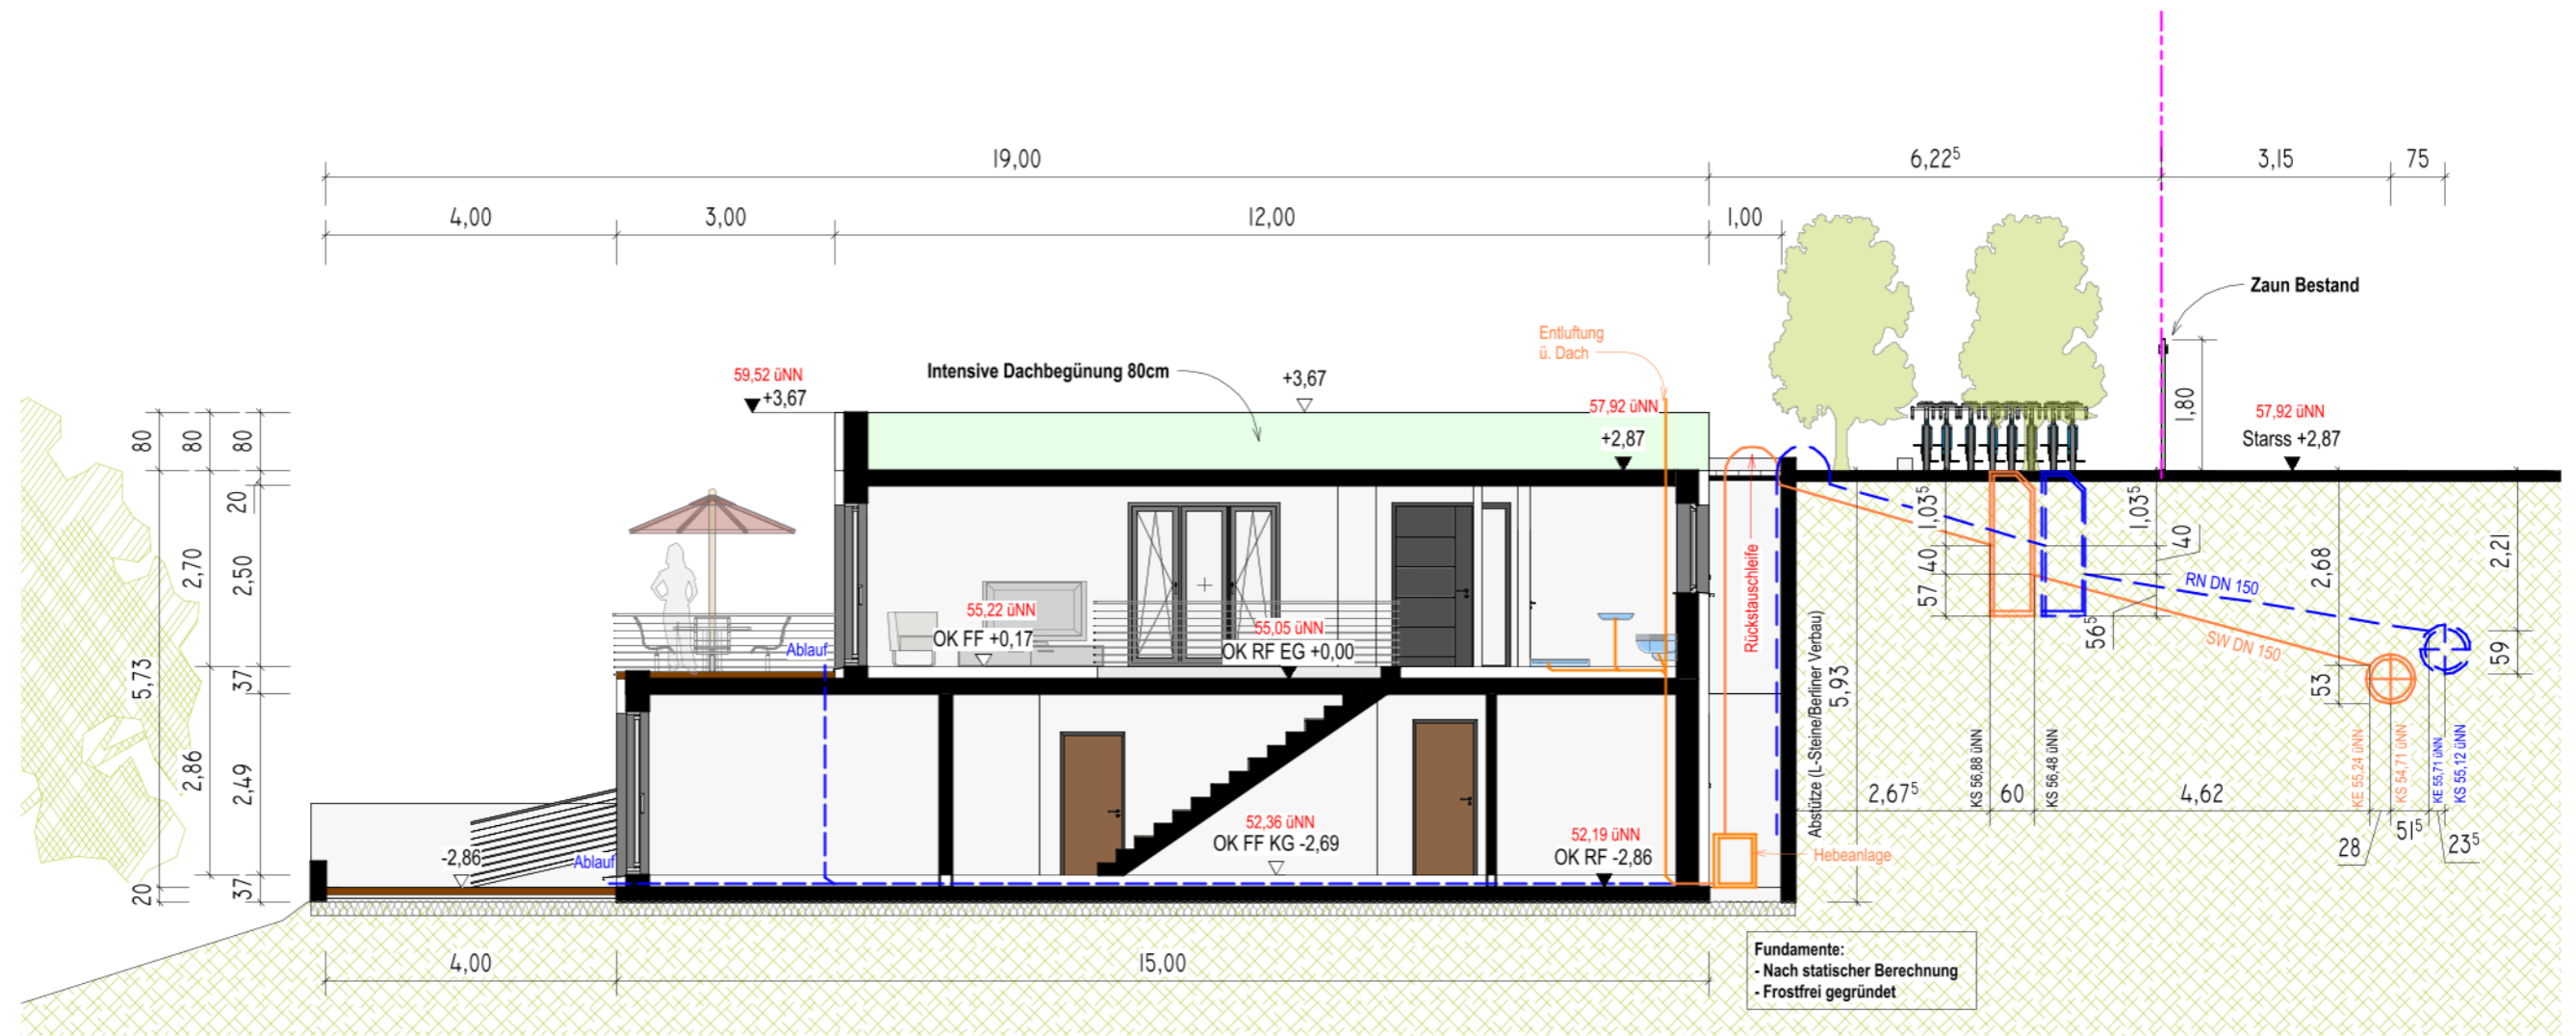 19,00
6,22⁵
3,15
75
4,00
3,00
12,00
1,00
Zaun Bestand
Entluftung
ü. Dach
Intensive Dachbegünung 80cm
59,52 üNN
+3,67
+3,67
57,92 üNN
+2,87
1,80
57,92 üNN
Starss +2,87
80
80
80
20
5,73
2,70
2,50
37
2,86
2,49
20
37
Ablauf
55,22 üNN
OK FF +0,17
55,05 üNN
OK RF EG +0,00
Rückstauschleife
1,03⁵
40
57
1,03⁵
40
56⁵
2,68
53
2,21
59
RN DN 150
SW DN 150
5,93
Abstütze (L-Steine/Berliner Verbau)
-2,86
Ablauf
52,36 üNN
OK FF KG -2,69
52,19 üNN
OK RF -2,86
Hebeanlage
2,67⁵
KS 56,88 üNN
60
KS 56,48 üNN
4,62
KE 55,24 üNN
KS 54,71 üNN
KE 55,71 üNN
KS 55,12 üNN
28
51⁵
23⁵
4,00
15,00
Fundamente:
- Nach statischer Berechnung
- Frostfrei gegründet